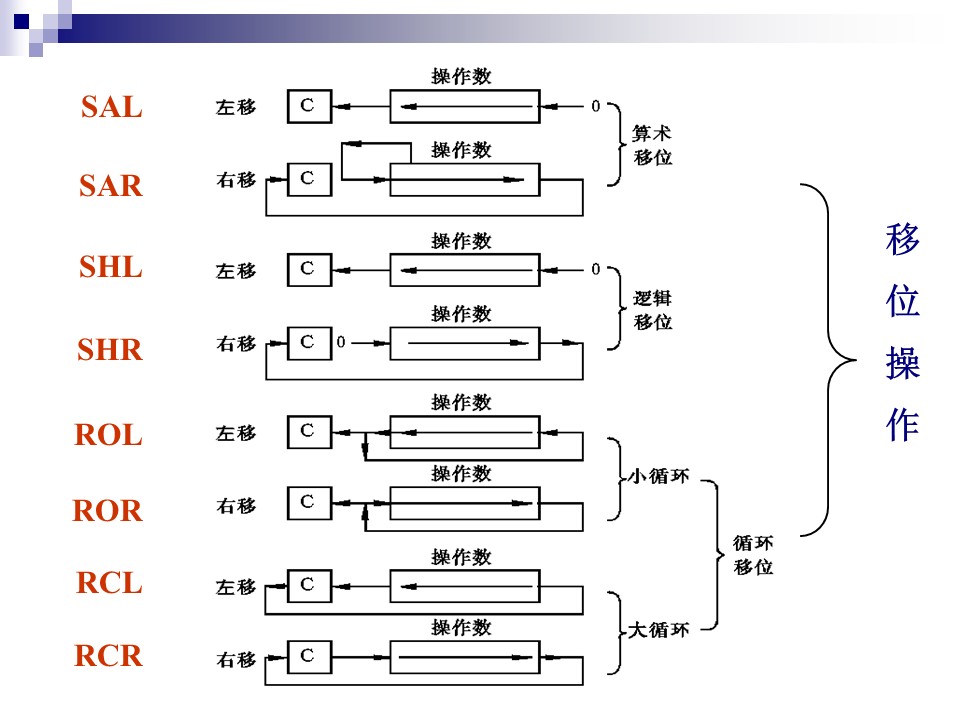 操作数
SAL 左移 C 0
算术
移位
操作数
SAR 右移 C
操作数
SHL 左移 C 0
逻辑
移位
操作数
SHR 右移 C 0
操作数
ROL 左移 C
小循环
操作数
ROR 右移 C
循环
移位
操作数
RCL 左移 C
大循环
操作数
RCR 右移 C
移
位
操
作